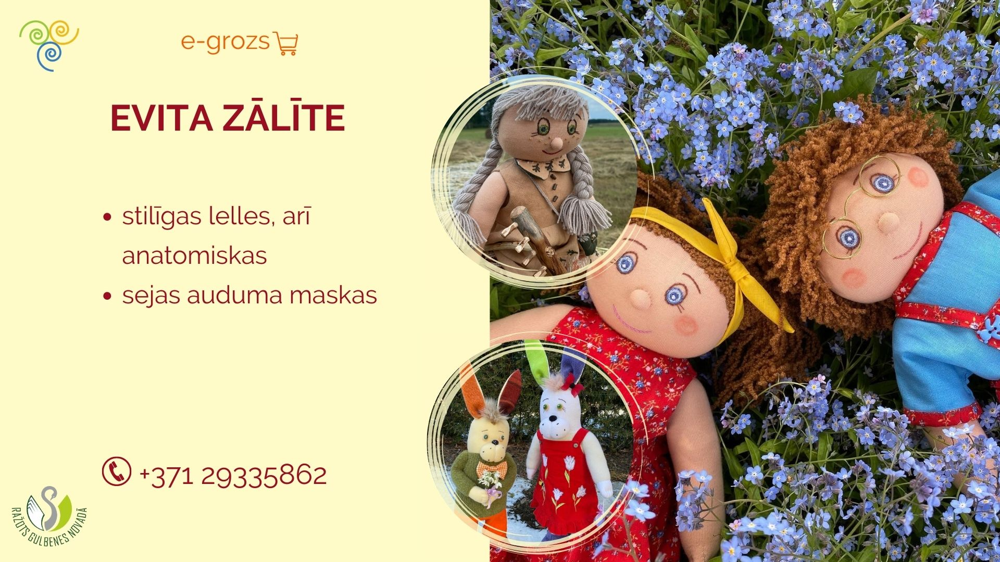 e-grozs
EVITA ZĀLĪTE
• stilīgas lelles, arī
anatomiskas
• sejas auduma maskas
+371 29335862
RAŽOTS GULBENES NOVADĀ